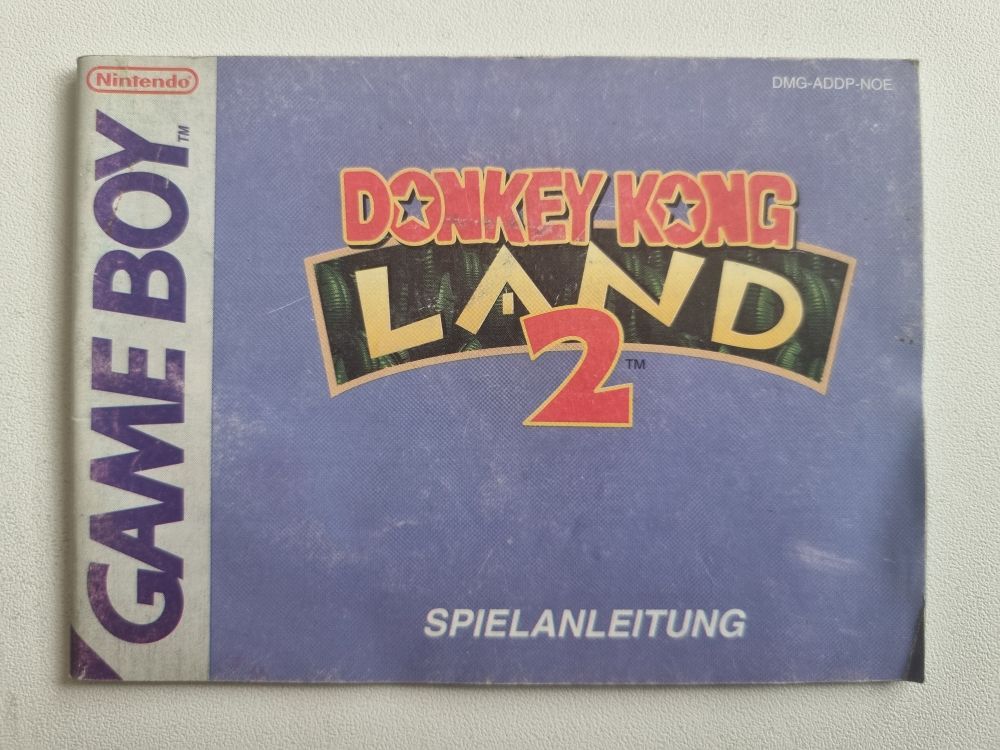 Nintendo
GAME BOY™
DMG-ADDP-NOE
DONKEY KONG
LAND
2™
SPIELANLEITUNG